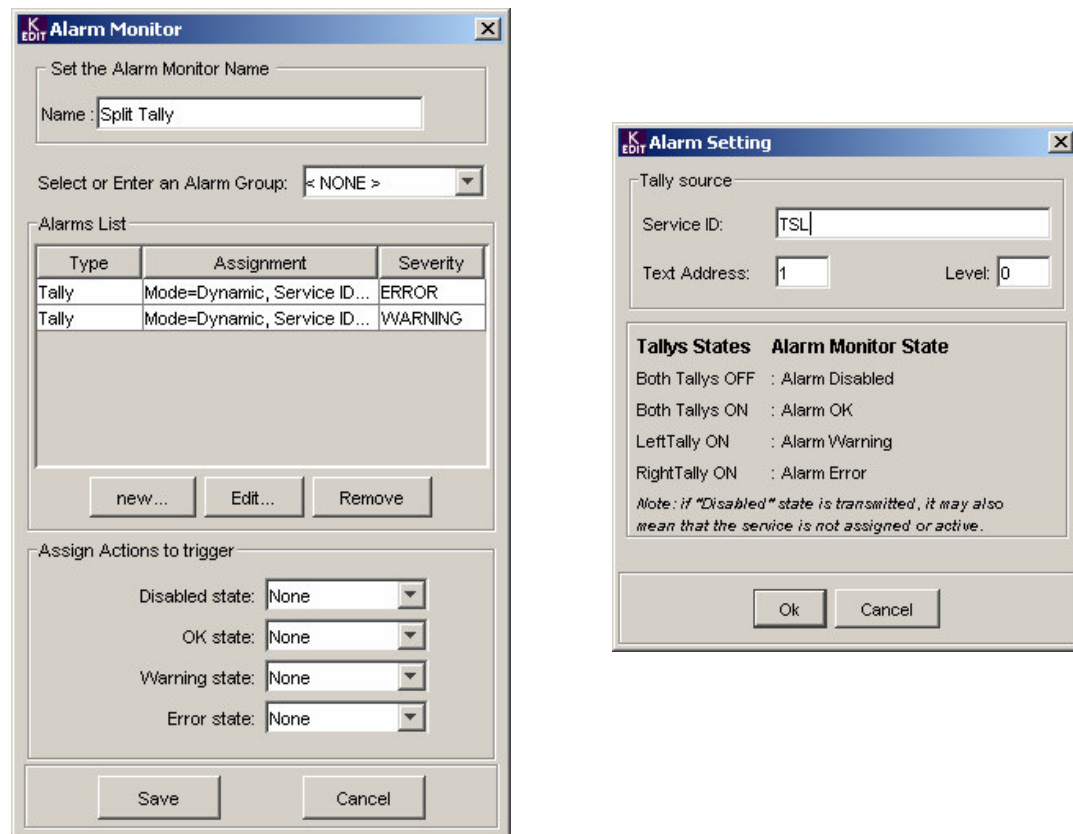 K EDIT Alarm Monitor
Set the Alarm Monitor Name
Name : Split Tally
Select or Enter an Alarm Group: < NONE >
Alarms List
Type Assignment Severity
Tally Mode=Dynamic, Service ID... ERROR
Tally Mode=Dynamic, Service ID... WARNING
new... Edit... Remove
Assign Actions to trigger
Disabled state: None
OK state: None
Warning state: None
Error state: None
Save Cancel
K EDIT Alarm Setting
Tally source
Service ID: TSL
Text Address: 1 Level: 0
Tallys States Alarm Monitor State
Both Tallys OFF : Alarm Disabled
Both Tallys ON : Alarm OK
LeftTally ON : Alarm Warning
RightTally ON : Alarm Error
Note: if "Disabled" state is transmitted, it may also
mean that the service is not assigned or active.
Ok Cancel